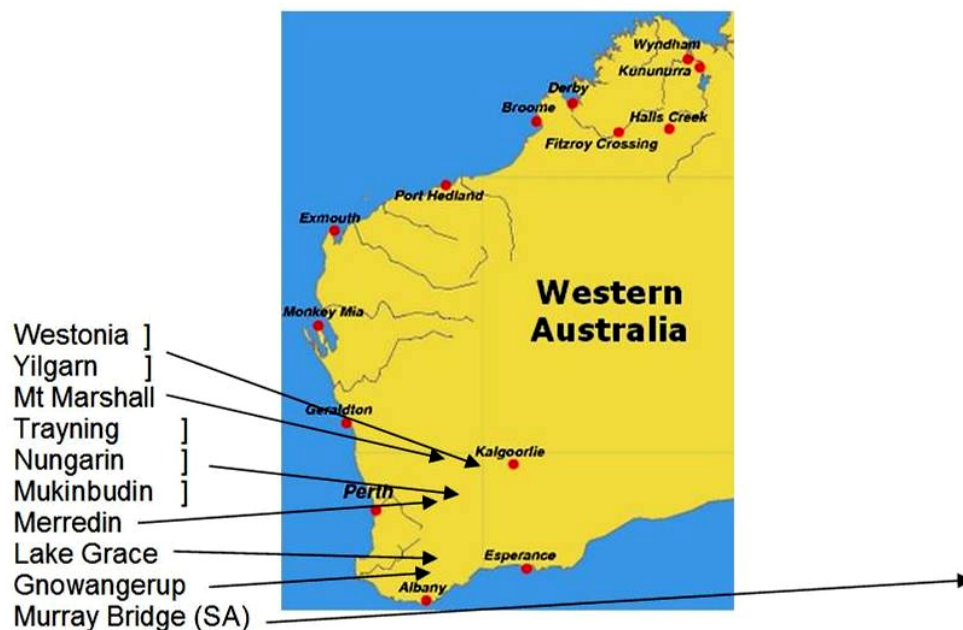 Wyndham
Kununurra
Derby
Broome
Halls Creek
Fitzroy Crossing
Port Hedland
Exmouth
Western
Australia
Monkey Mia
Westonia ]
Yilgarn ]
Mt Marshall
Geraldton
Trayning ]
Nungarin ]
Kalgoorlie
Mukinbudin ]
Perth
Merredin
Lake Grace
Esperance
Gnowangerup
Albany
Murray Bridge (SA)